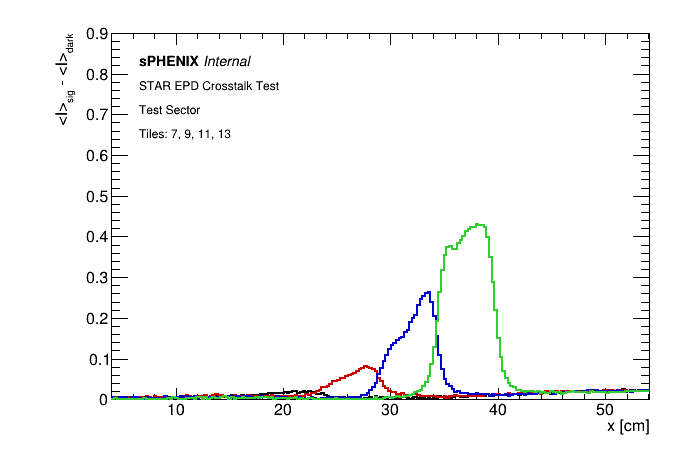 0.9
0.8
0.7
0.6
0.5
0.4
0.3
0.2
0.1
0
<I>sig - <I>dark
sPHENIX Internal
STAR EPD Crosstalk Test
Test Sector
Tiles: 7, 9, 11, 13
10 20 30 40 50
x [cm]